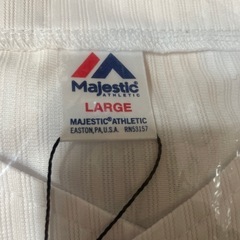 Majestic
ATHLETIC
LARGE
MAJESTIC® ATHLETIC
EASTON, PA, U.S.A. RN53157